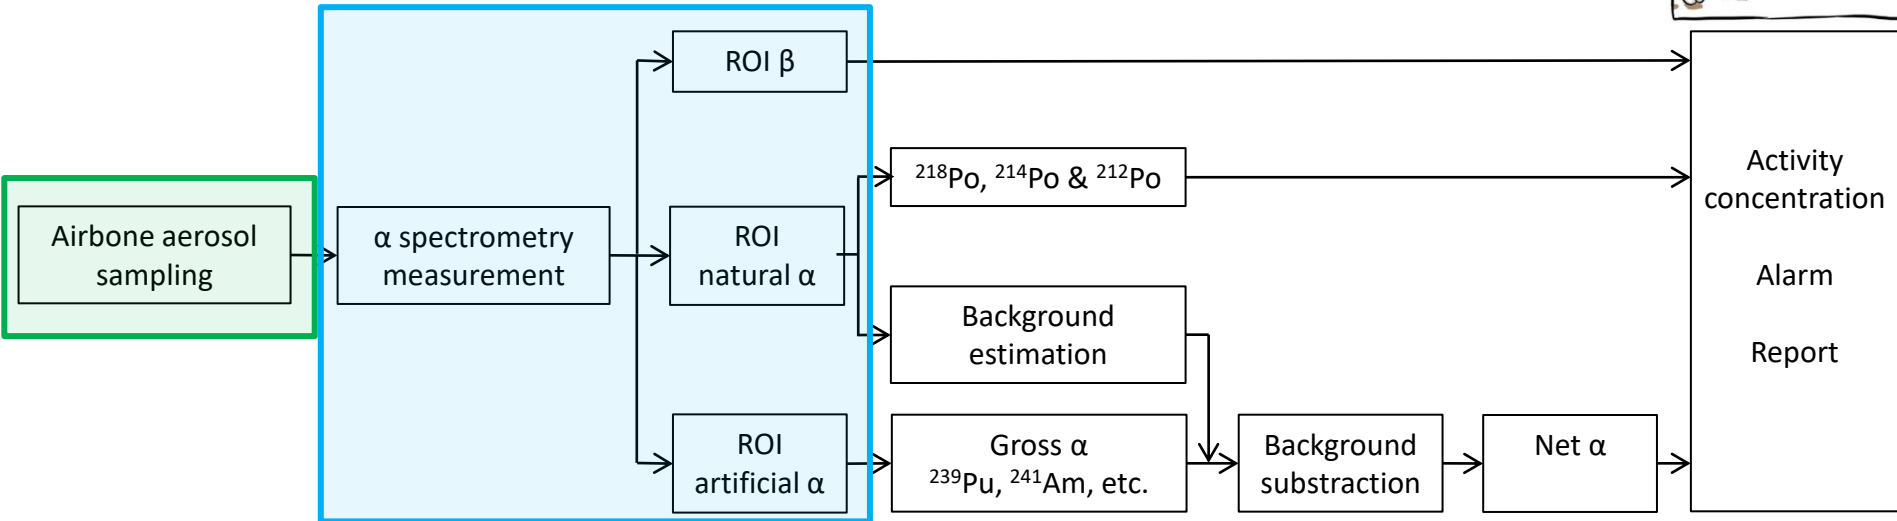 Airbone aerosol
sampling
α spectrometry
measurement
ROI β
ROI
natural α
ROI
artificial α
²¹⁸Po, ²¹⁴Po & ²¹²Po
Background
estimation
Gross α
²³⁹Pu, ²⁴¹Am, etc.
Background
substraction
Net α
Activity
concentration
Alarm
Report